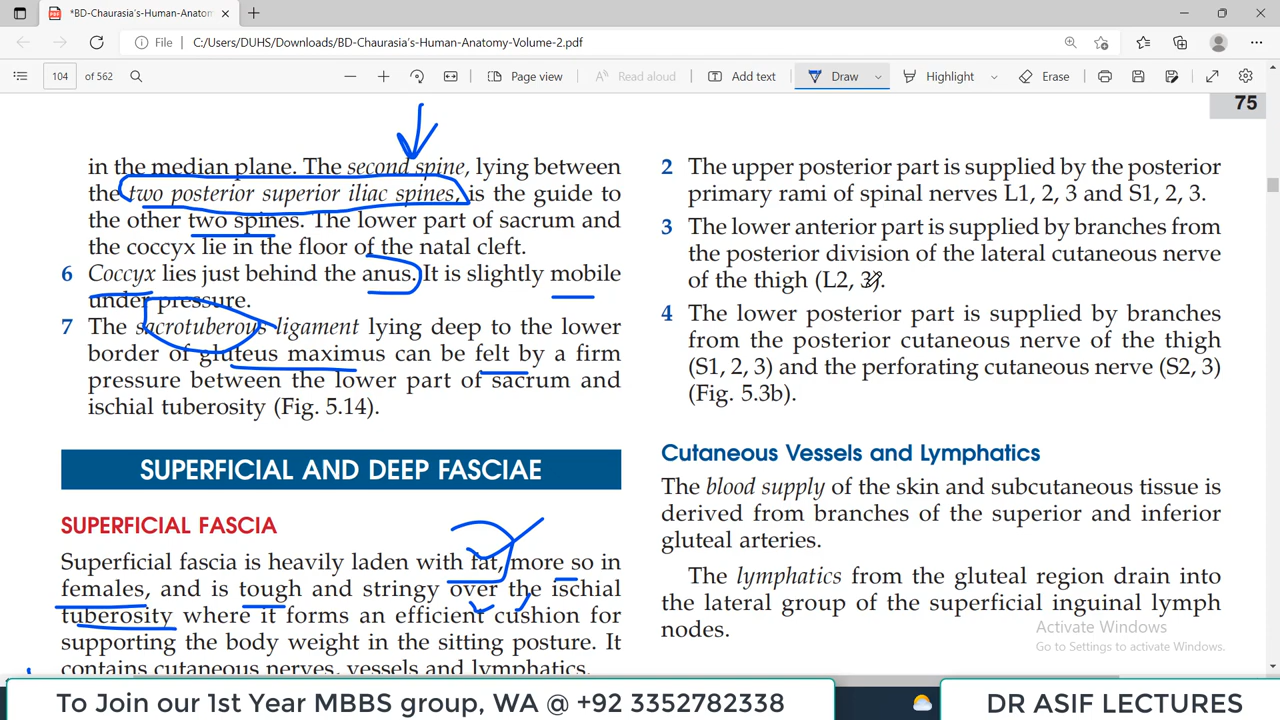 *BD-Chaurasia's-Human-Anatom
File
C:/Users/DUHS/Downloads/BD-Chaurasia's-Human-Anatomy-Volume-2.pdf
104 of 562
Page view
Read aloud
Add text
Draw
Highlight
Erase
75
in the median plane. The second spine, lying between
the two posterior superior iliac spines, is the guide to
the other two spines. The lower part of sacrum and
the coccyx lie in the floor of the natal cleft.
6 Coccyx lies just behind the anus. It is slightly mobile
under pressure.
7 The sacrotuberous ligament lying deep to the lower
border of gluteus maximus can be felt by a firm
pressure between the lower part of sacrum and
ischial tuberosity (Fig. 5.14).
SUPERFICIAL AND DEEP FASCIAE
SUPERFICIAL FASCIA
Superficial fascia is heavily laden with fat, more so in
females, and is tough and stringy over the ischial
tuberosity where it forms an efficient cushion for
supporting the body weight in the sitting posture. It
contains cutaneous nerves, vessels and lymphatics.
2 The upper posterior part is supplied by the posterior
primary rami of spinal nerves L1, 2, 3 and S1, 2, 3.
3 The lower anterior part is supplied by branches from
the posterior division of the lateral cutaneous nerve
of the thigh (L2, 3).
4 The lower posterior part is supplied by branches
from the posterior cutaneous nerve of the thigh
(S1, 2, 3) and the perforating cutaneous nerve (S2, 3)
(Fig. 5.3b).
Cutaneous Vessels and Lymphatics
The blood supply of the skin and subcutaneous tissue is
derived from branches of the superior and inferior
gluteal arteries.
The lymphatics from the gluteal region drain into
the lateral group of the superficial inguinal lymph
nodes.
Activate Windows
Go to Settings to activate Windows.
To Join our 1st Year MBBS group, WA @ +92 3352782338
DR ASIF LECTURES